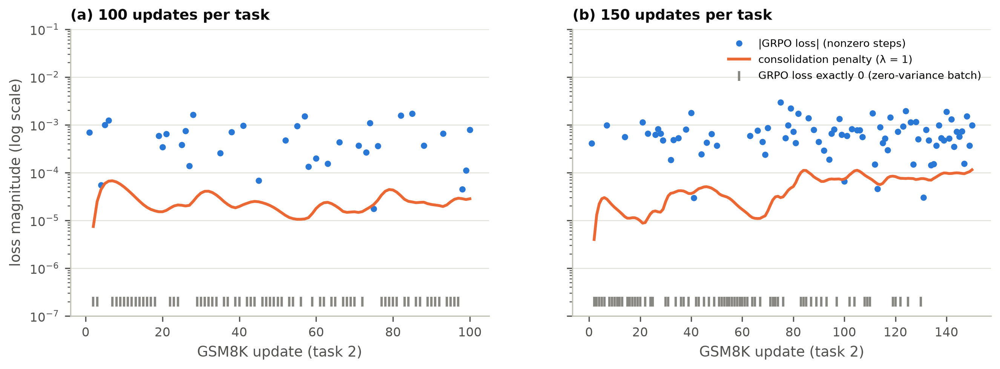 (a) 100 updates per task
(b) 150 updates per task
loss magnitude (log scale)
10⁻¹
10⁻²
10⁻³
10⁻⁴
10⁻⁵
10⁻⁶
10⁻⁷
|GRPO loss| (nonzero steps)
consolidation penalty (λ = 1)
GRPO loss exactly 0 (zero-variance batch)
0 20 40 60 80 100
0 20 40 60 80 100 120 140
GSM8K update (task 2)
GSM8K update (task 2)